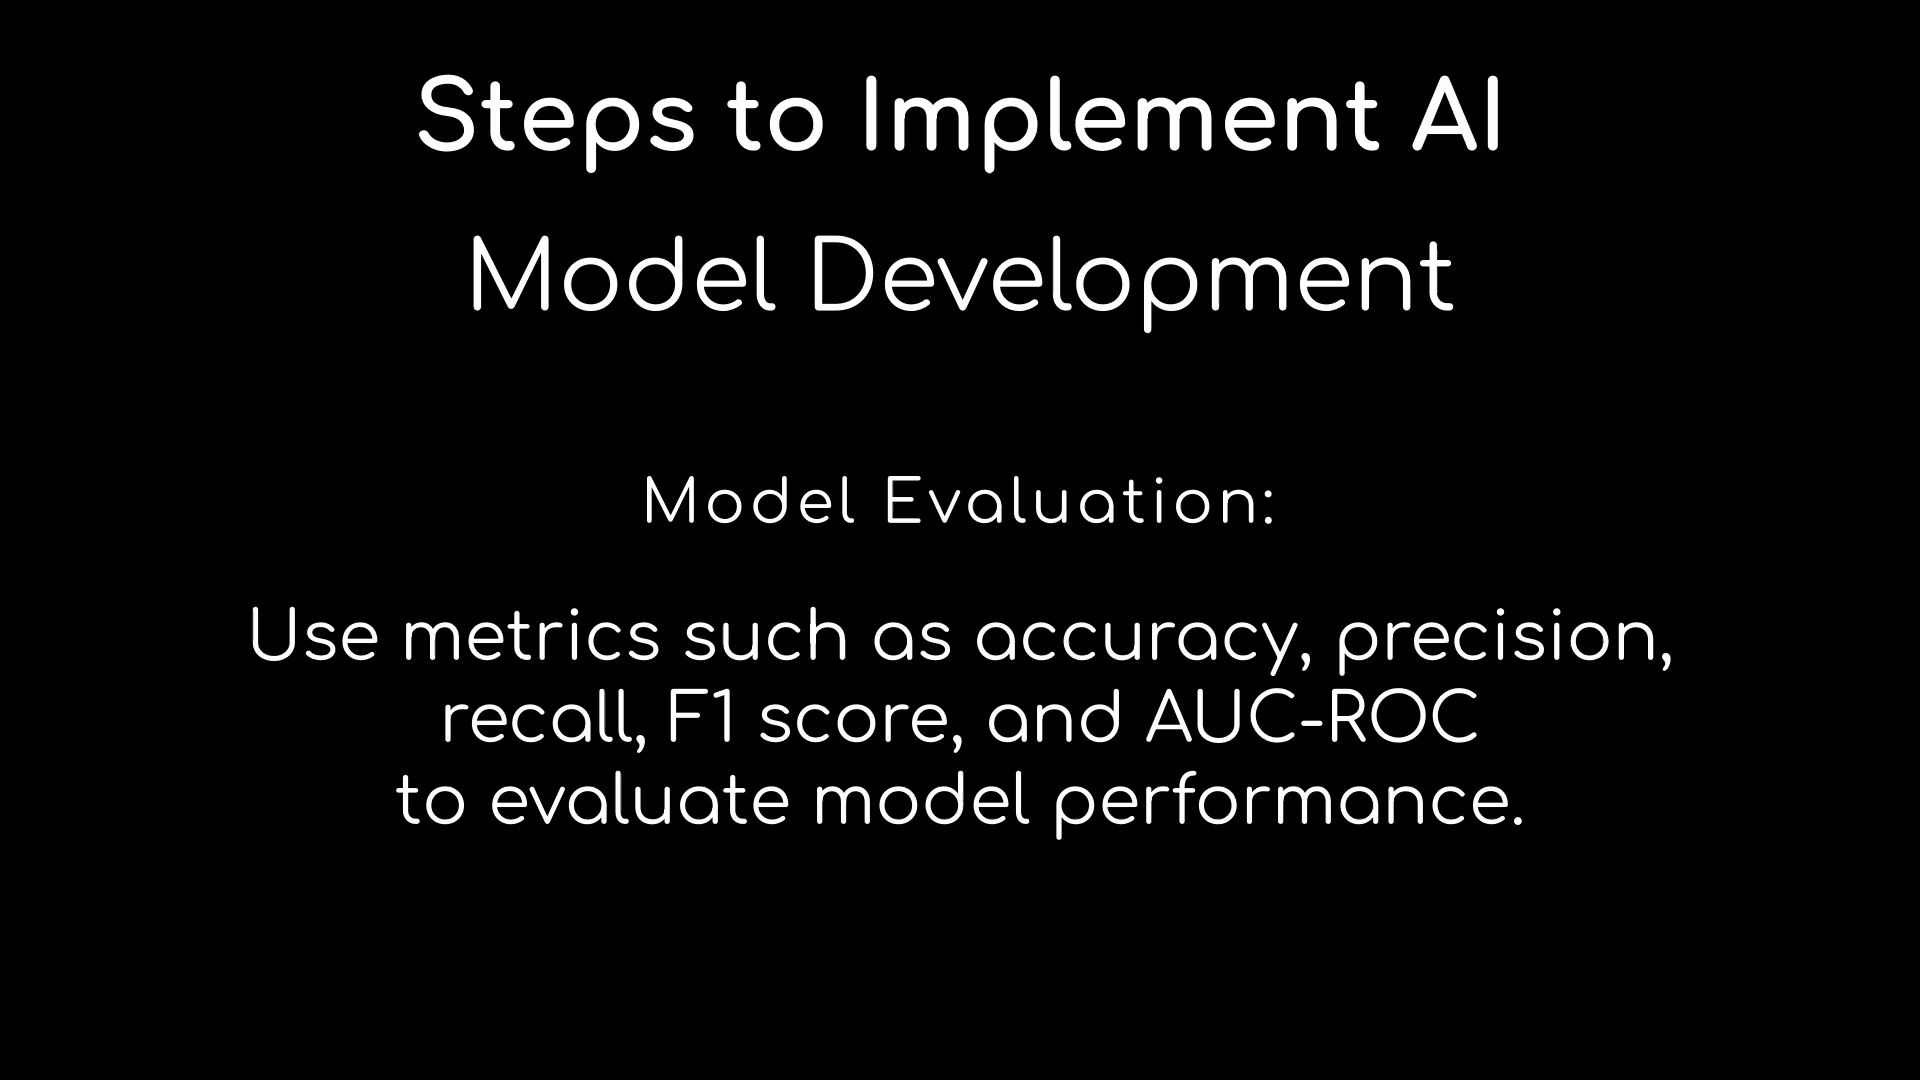 Steps to Implement AI
Model Development
Model Evaluation:
Use metrics such as accuracy, precision,
recall, F1 score, and AUC-ROC
to evaluate model performance.